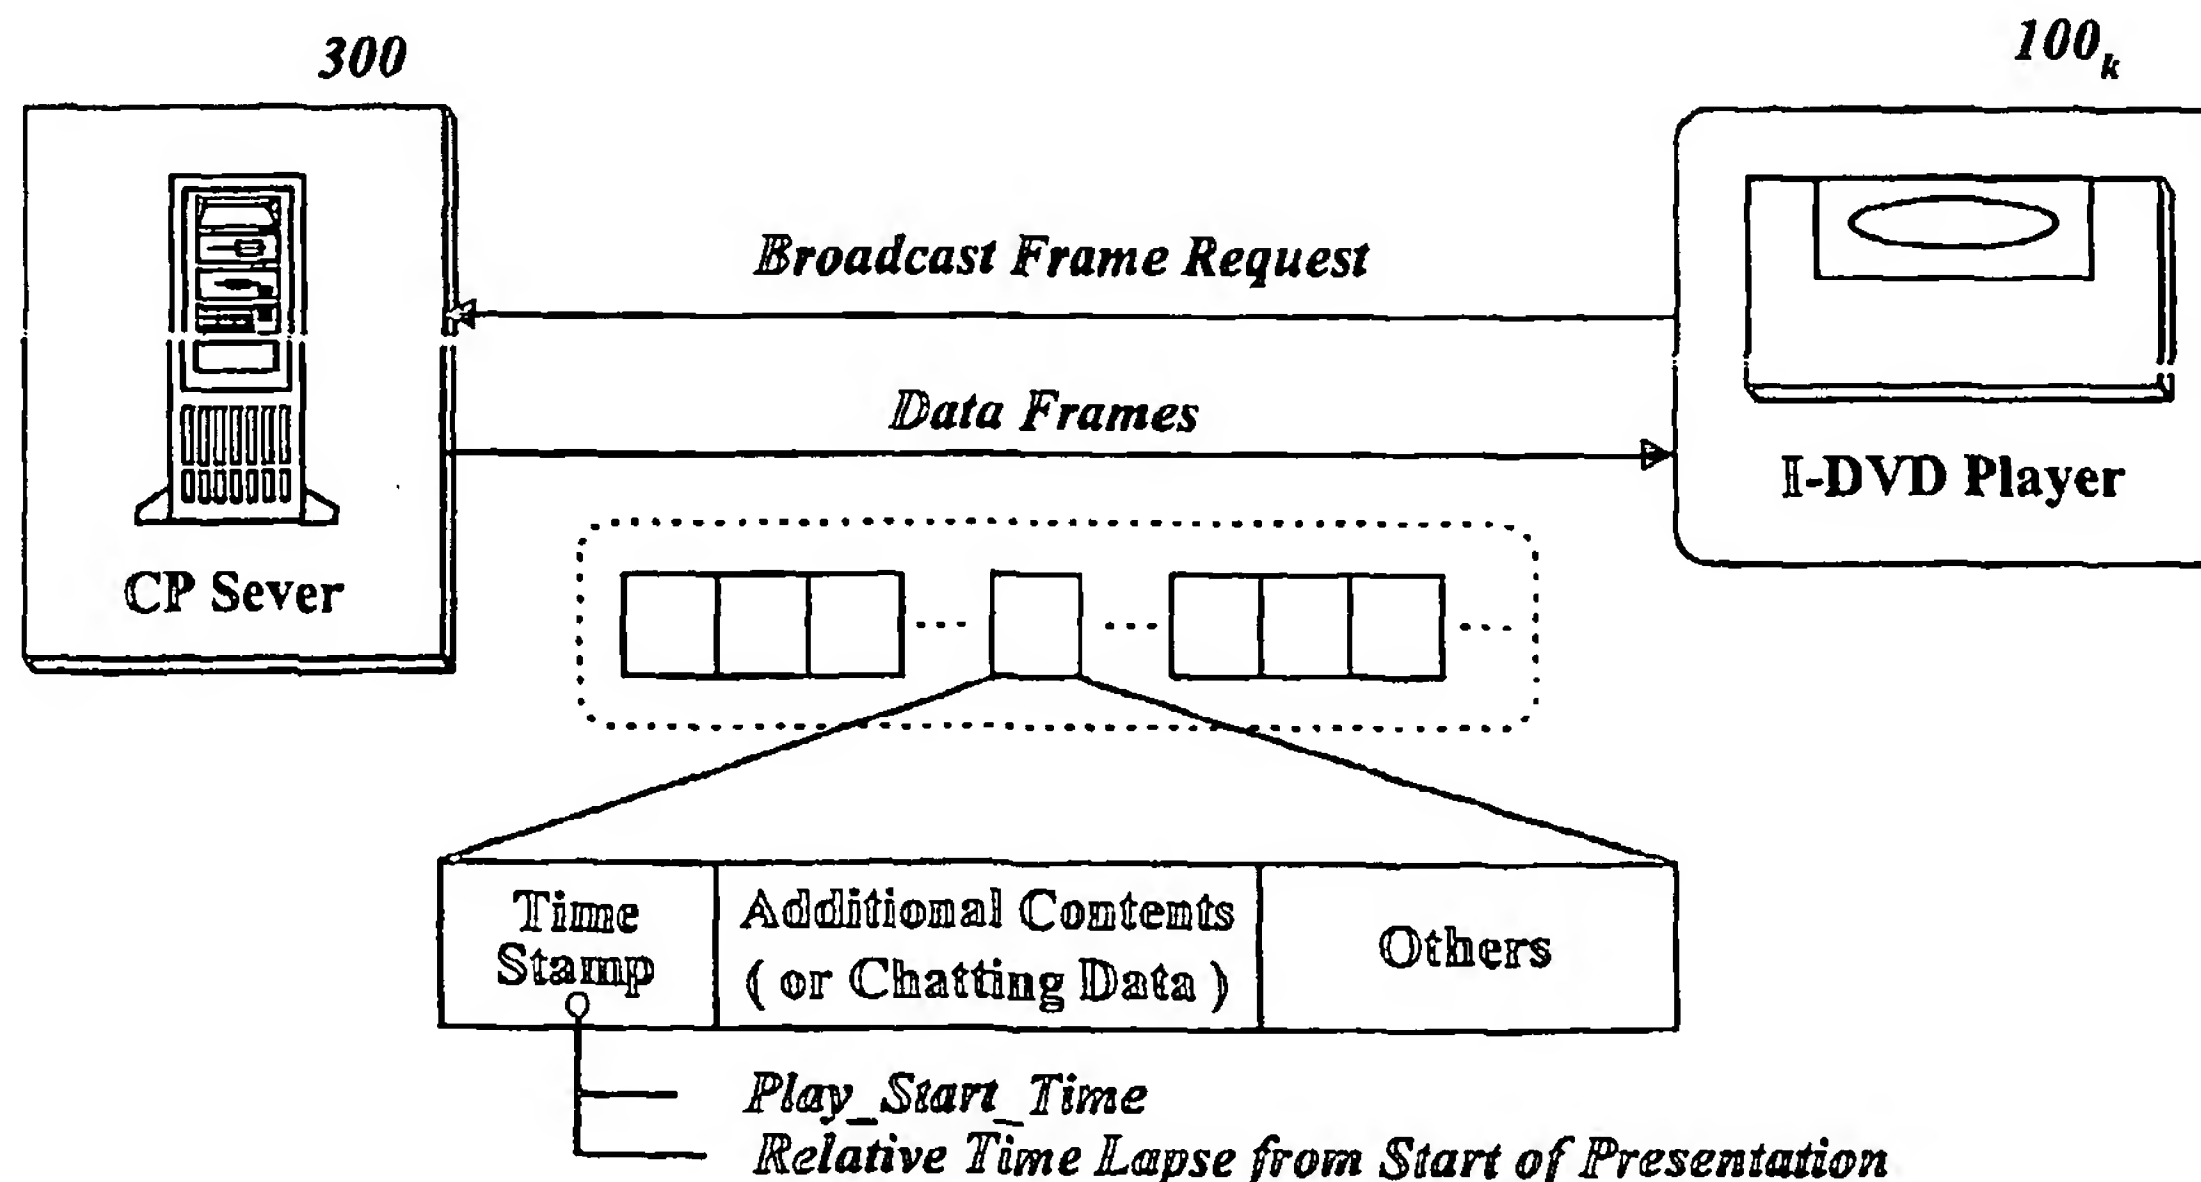 300
100k
Broadcast Frame Request
Data Frames
I-DVD Player
CP Sever
Time
Stamp
Additional Contents
( or Chatting Data )
Others
Play_Start_Time
Relative Time Lapse from Start of Presentation